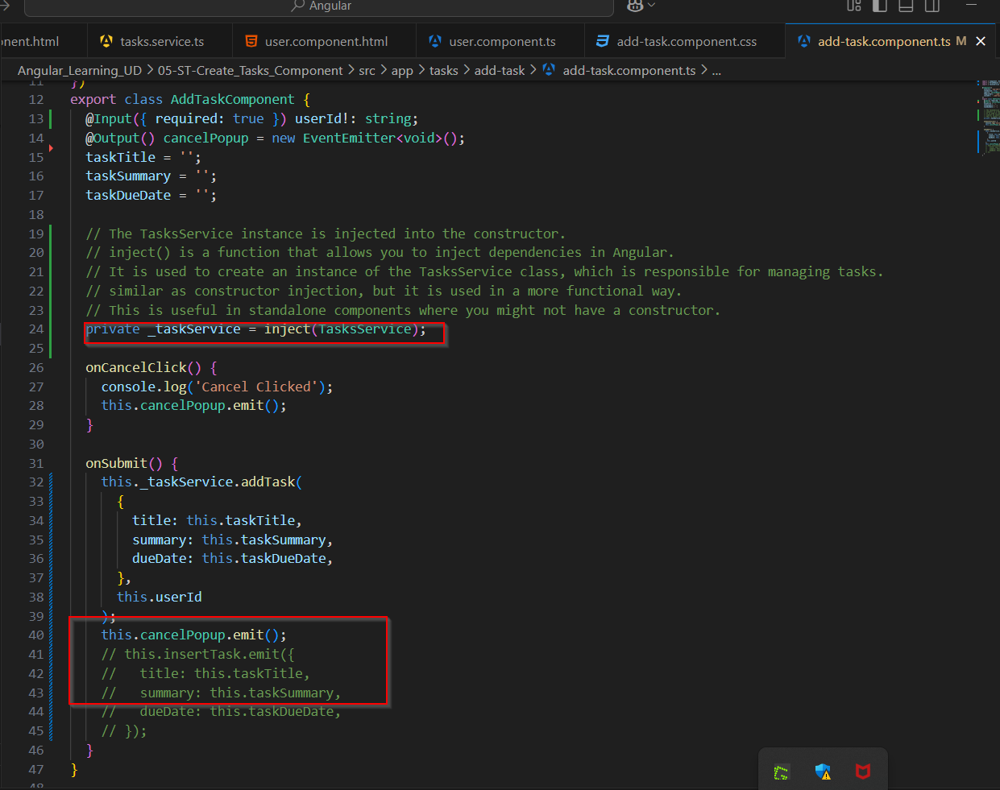 Angular
nent.html
tasks.service.ts
user.component.html
user.component.ts
add-task.component.css
add-task.component.ts M
Angular_Learning_UD > 05-ST-Create_Tasks_Component > src > app > tasks > add-task > add-task.component.ts > ...
11 })
12 export class AddTaskComponent {
13 @Input({ required: true }) userId!: string;
14 @Output() cancelPopup = new EventEmitter<void>();
15 taskTitle = '';
16 taskSummary = '';
17 taskDueDate = '';
18
19 // The TasksService instance is injected into the constructor.
20 // inject() is a function that allows you to inject dependencies in Angular.
21 // It is used to create an instance of the TasksService class, which is responsible for managing tasks.
22 // similar as constructor injection, but it is used in a more functional way.
23 // This is useful in standalone components where you might not have a constructor.
24 private _taskService = inject(TasksService);
25
26 onCancelClick() {
27 console.log('Cancel Clicked');
28 this.cancelPopup.emit();
29 }
30
31 onSubmit() {
32 this._taskService.addTask(
33 {
34 title: this.taskTitle,
35 summary: this.taskSummary,
36 dueDate: this.taskDueDate,
37 },
38 this.userId
39 );
40 this.cancelPopup.emit();
41 // this.insertTask.emit({
42 // title: this.taskTitle,
43 // summary: this.taskSummary,
44 // dueDate: this.taskDueDate,
45 // });
46 }
47 }
48